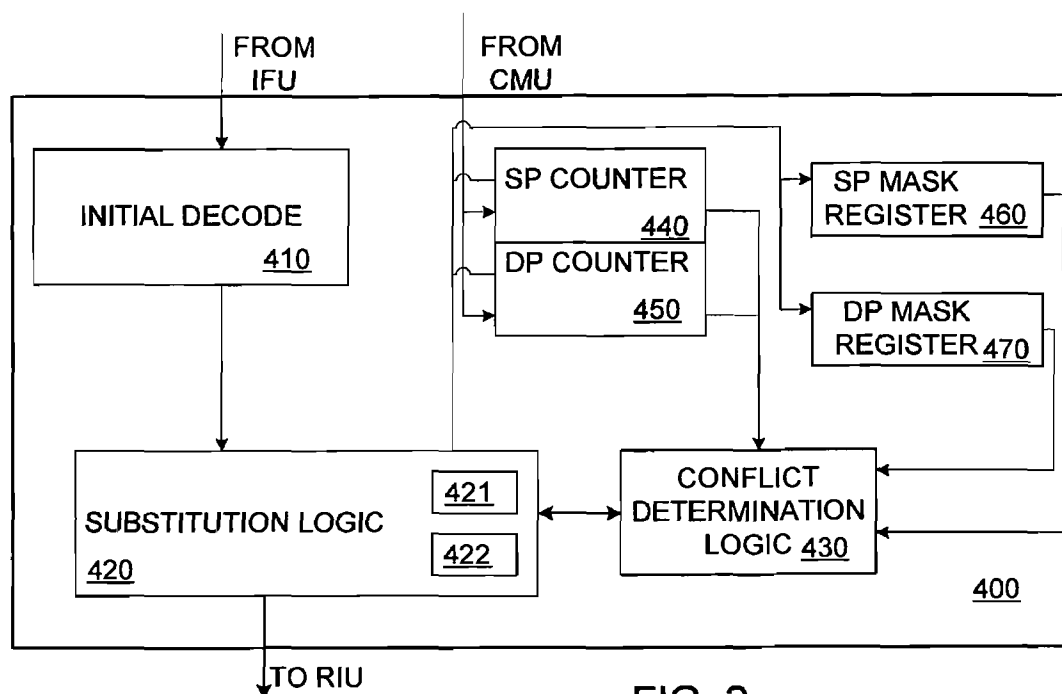 FROM
IFU
FROM
CMU
INITIAL DECODE
410
SP COUNTER
440
DP COUNTER
450
SP MASK
REGISTER 460
DP MASK
REGISTER 470
SUBSTITUTION LOGIC
420
421
422
CONFLICT
DETERMINATION
LOGIC 430
400
TO RIU